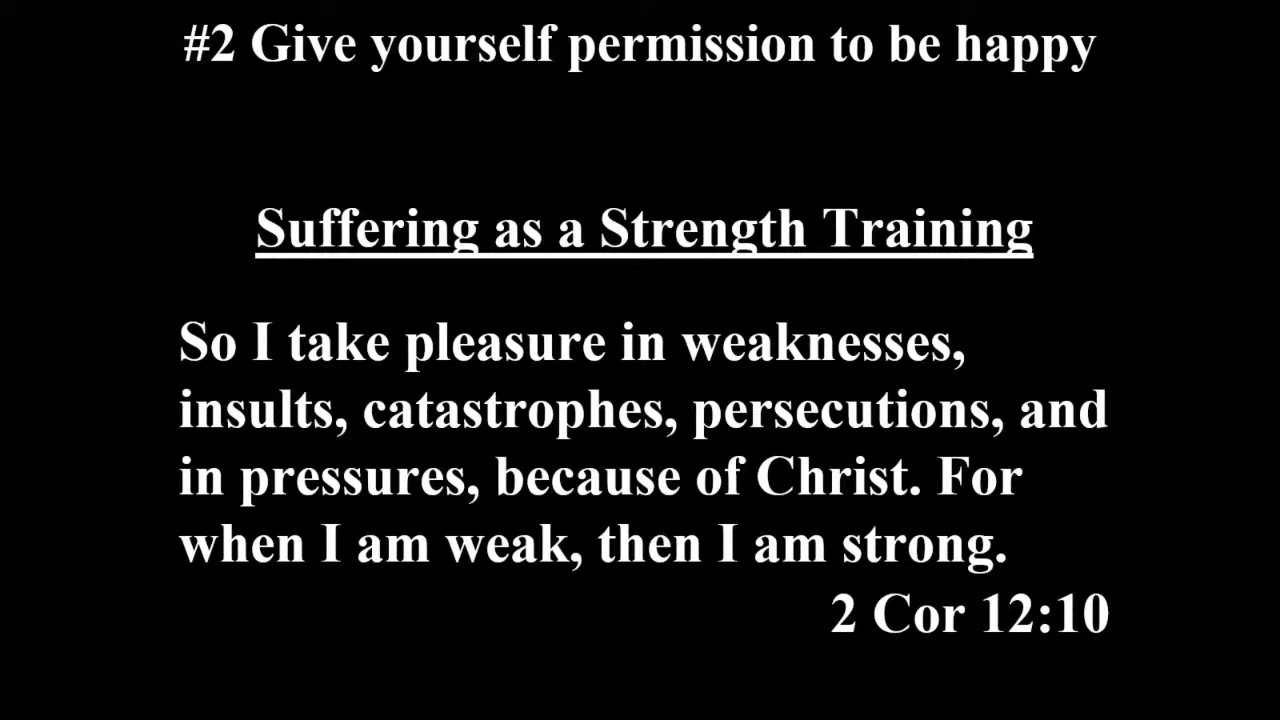 #2 Give yourself permission to be happy
Suffering as a Strength Training
So I take pleasure in weaknesses,
insults, catastrophes, persecutions, and
in pressures, because of Christ. For
when I am weak, then I am strong.
2 Cor 12:10